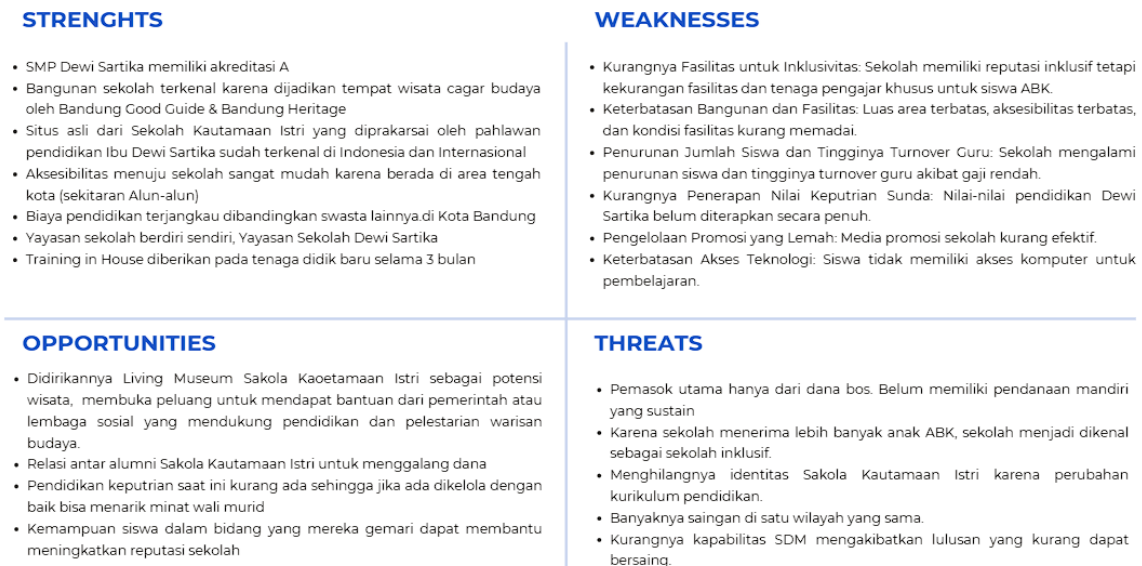 STRENGHTS
• SMP Dewi Sartika memiliki akreditasi A
• Bangunan sekolah terkenal karena dijadikan tempat wisata cagar budaya
oleh Bandung Good Guide & Bandung Heritage
• Situs asli dari Sekolah Kautamaan Istri yang diprakarsai oleh pahlawan
pendidikan Ibu Dewi Sartika sudah terkenal di Indonesia dan Internasional
• Aksesibilitas menuju sekolah sangat mudah karena berada di area tengah
kota (sekitaran Alun-alun)
• Biaya pendidikan terjangkau dibandingkan swasta lainnya.di Kota Bandung
• Yayasan sekolah berdiri sendiri, Yayasan Sekolah Dewi Sartika
• Training in House diberikan pada tenaga didik baru selama 3 bulan
WEAKNESSES
• Kurangnya Fasilitas untuk Inklusivitas: Sekolah memiliki reputasi inklusif tetapi
kekurangan fasilitas dan tenaga pengajar khusus untuk siswa ABK.
• Keterbatasan Bangunan dan Fasilitas: Luas area terbatas, aksesibilitas terbatas,
dan kondisi fasilitas kurang memadai.
• Penurunan Jumlah Siswa dan Tingginya Turnover Guru: Sekolah mengalami
penurunan siswa dan tingginya turnover guru akibat gaji rendah.
• Kurangnya Penerapan Nilai Keputrian Sunda: Nilai-nilai pendidikan Dewi
Sartika belum diterapkan secara penuh.
• Pengelolaan Promosi yang Lemah: Media promosi sekolah kurang efektif.
• Keterbatasan Akses Teknologi: Siswa tidak memiliki akses komputer untuk
pembelajaran.
OPPORTUNITIES
• Didirikannya Living Museum Sakola Kaoetamaan Istri sebagai potensi
wisata, membuka peluang untuk mendapat bantuan dari pemerintah atau
lembaga sosial yang mendukung pendidikan dan pelestarian warisan
budaya.
• Relasi antar alumni Sakola Kautamaan Istri untuk menggalang dana
• Pendidikan keputrian saat ini kurang ada sehingga jika ada dikelola dengan
baik bisa menarik minat wali murid
• Kemampuan siswa dalam bidang yang mereka gemari dapat membantu
meningkatkan reputasi sekolah
THREATS
• Pemasok utama hanya dari dana bos. Belum memiliki pendanaan mandiri
yang sustain
• Karena sekolah menerima lebih banyak anak ABK, sekolah menjadi dikenal
sebagai sekolah inklusif.
• Menghilangnya identitas Sakola Kautamaan Istri karena perubahan
kurikulum pendidikan.
• Banyaknya saingan di satu wilayah yang sama.
• Kurangnya kapabilitas SDM mengakibatkan lulusan yang kurang dapat
bersaing.